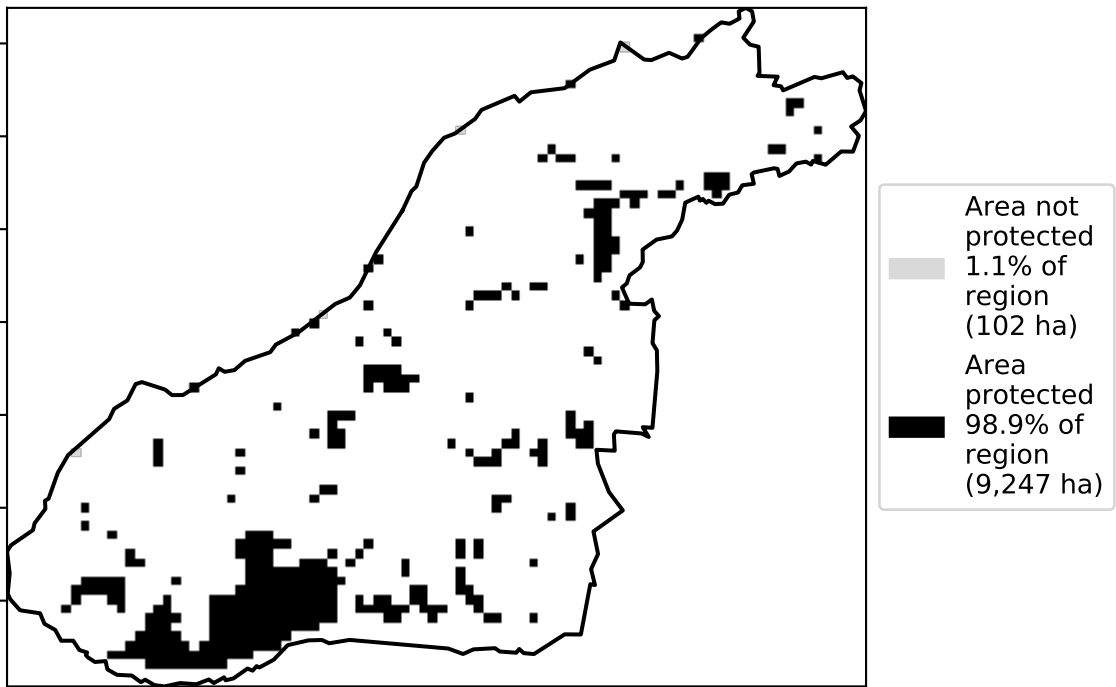 Area not
protected
1.1% of
region
(102 ha)
Area
protected
98.9% of
region
(9,247 ha)